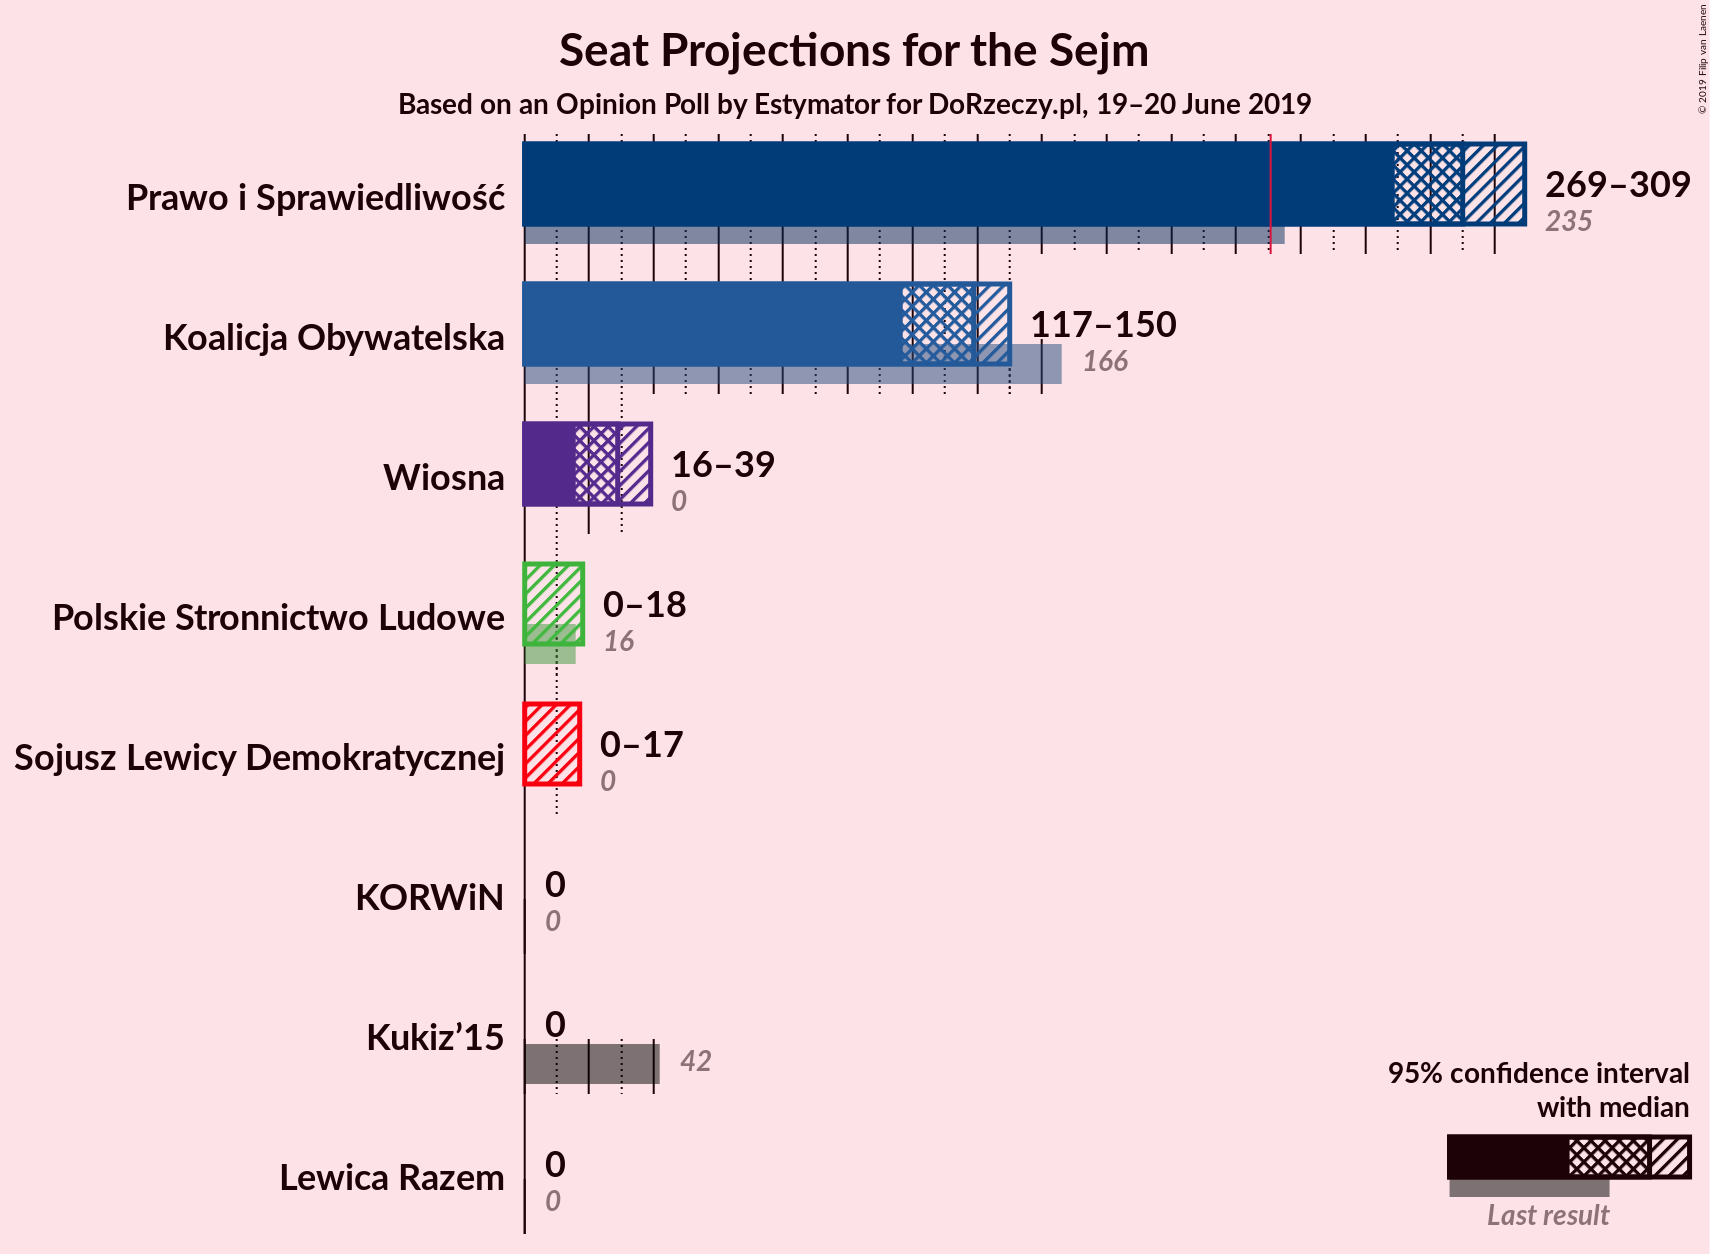 Seat Projections for the Sejm
Based on an Opinion Poll by Estymator for DoRzeczy.pl, 19–20 June 2019
© 2019 Filip van Laenen
Prawo i Sprawiedliwość
269–309
235
Koalicja Obywatelska
117–150
166
Wiosna
16–39
0
Polskie Stronnictwo Ludowe
0–18
16
Sojusz Lewicy Demokratycznej
0–17
0
KORWiN
0
0
Kukiz’15
0
42
Lewica Razem
0
0
95% confidence interval
with median
Last result